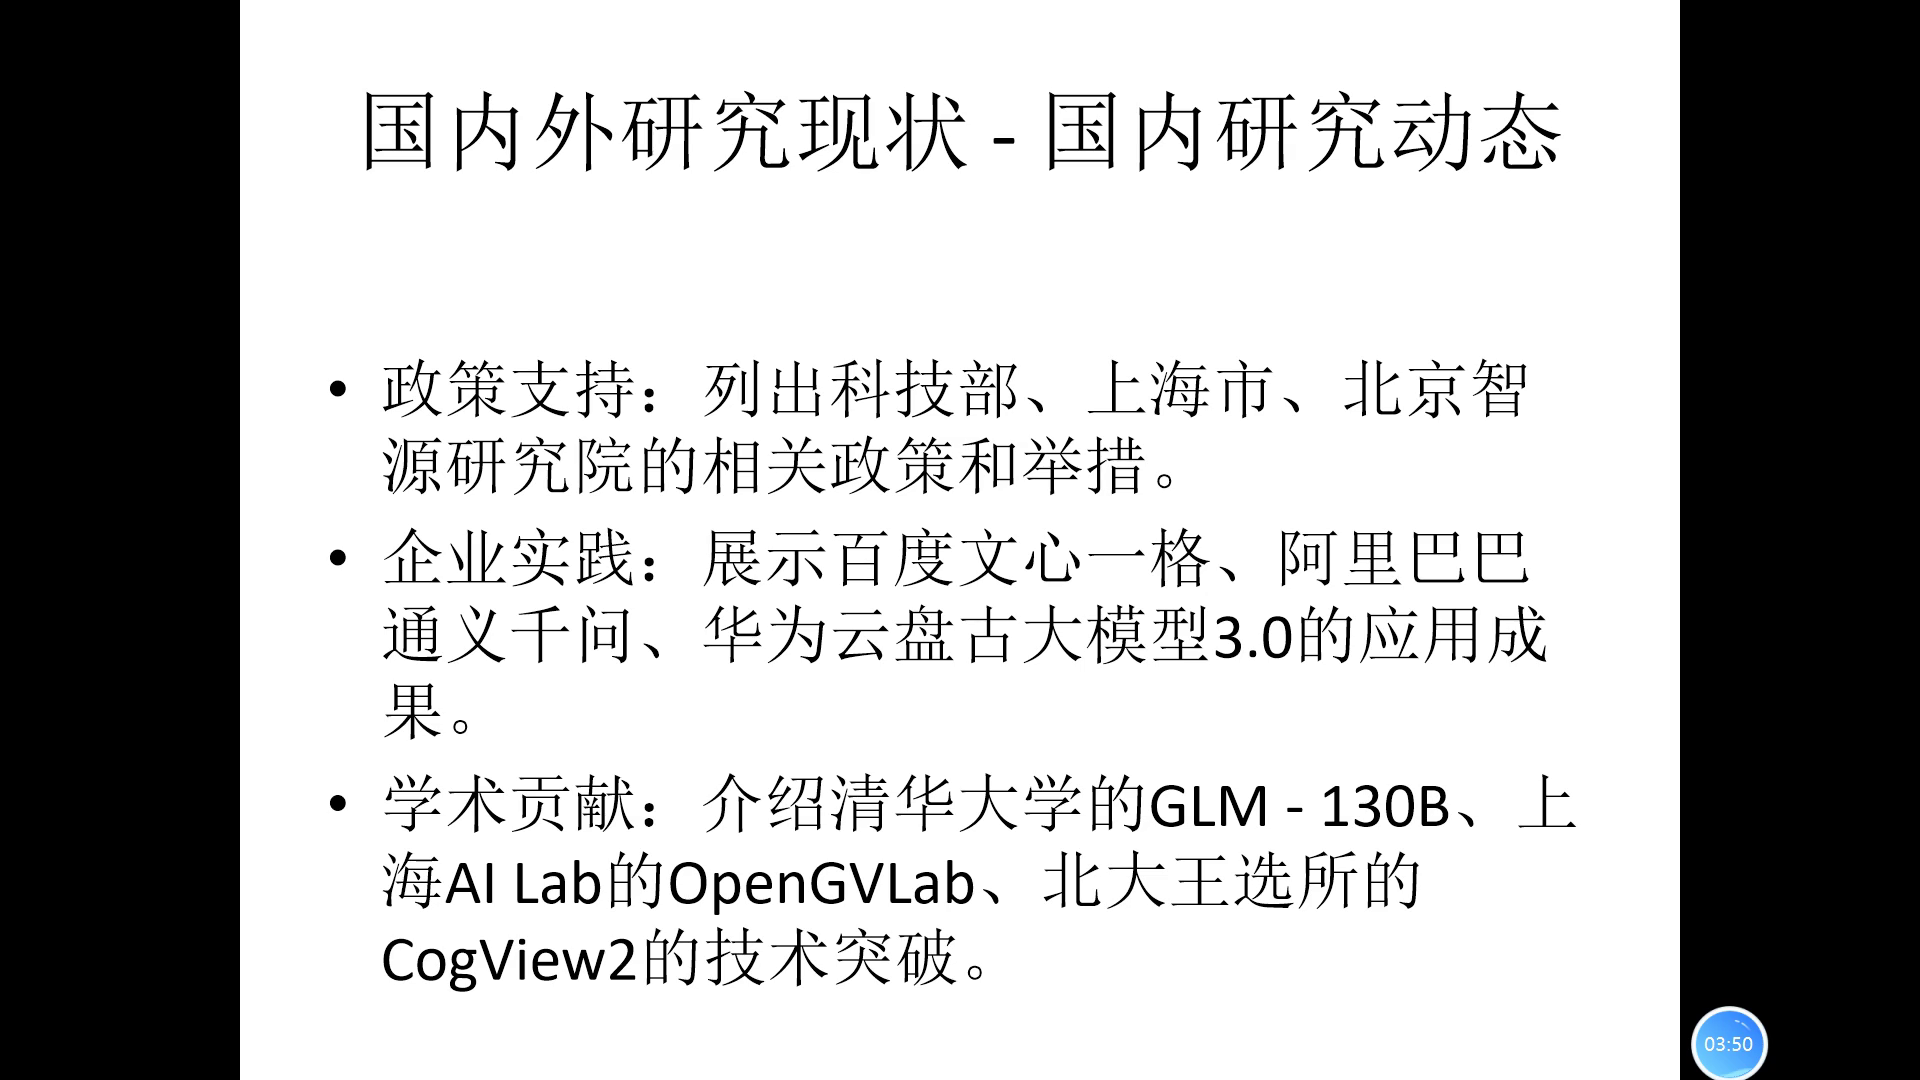 国内外研究现状 - 国内研究动态
• 政策支持：列出科技部、上海市、北京智
源研究院的相关政策和举措。
• 企业实践：展示百度文心一格、阿里巴巴
通义千问、华为云盘古大模型3.0的应用成
果。
• 学术贡献：介绍清华大学的GLM - 130B、上
海AI Lab的OpenGVLab、北大王选所的
CogView2的技术突破。
03:50